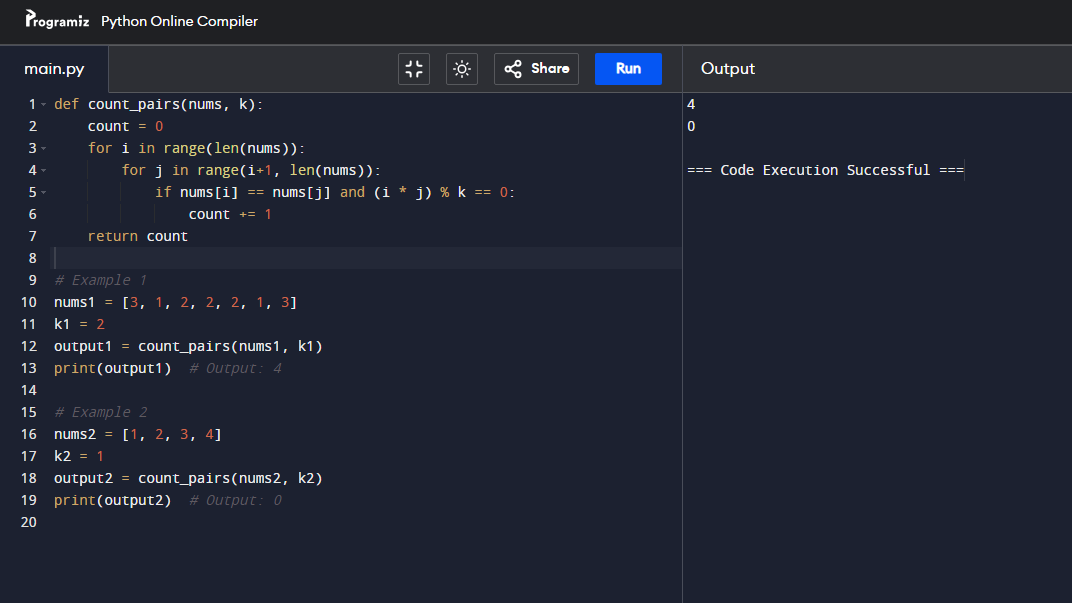 Programiz Python Online Compiler
main.py Share Run Output
1 def count_pairs(nums, k):
2     count = 0
3     for i in range(len(nums)):
4         for j in range(i+1, len(nums)):
5             if nums[i] == nums[j] and (i * j) % k == 0:
6                 count += 1
7     return count
8
9 # Example 1
10 nums1 = [3, 1, 2, 2, 2, 1, 3]
11 k1 = 2
12 output1 = count_pairs(nums1, k1)
13 print(output1)  # Output: 4
14
15 # Example 2
16 nums2 = [1, 2, 3, 4]
17 k2 = 1
18 output2 = count_pairs(nums2, k2)
19 print(output2)  # Output: 0
20
4
0
=== Code Execution Successful ===